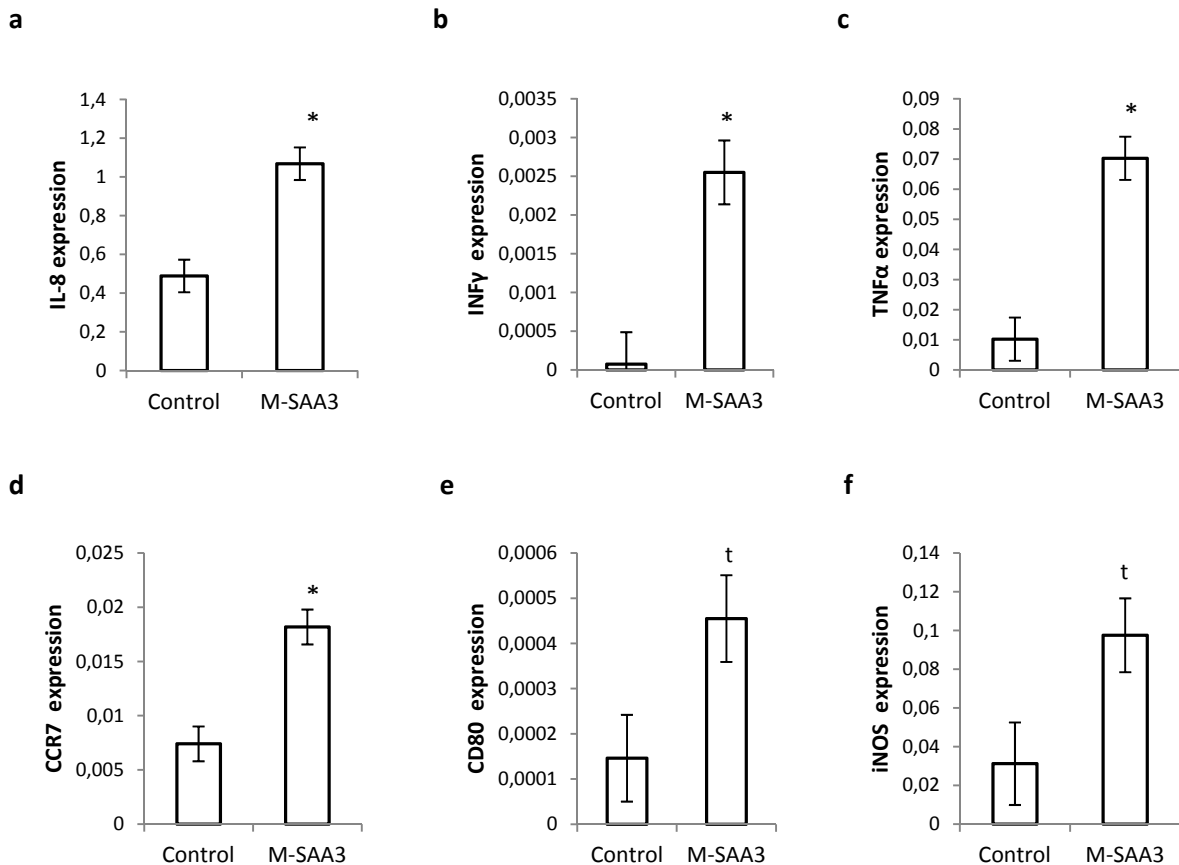 a
b
c
IL-8 expression
1,4
1,2
1
0,8
0,6
0,4
0,2
0
*
Control
M-SAA3
INFγ expression
0,0035
0,003
0,0025
0,002
0,0015
0,001
0,0005
0
*
Control
M-SAA3
TNFα expression
0,09
0,08
0,07
0,06
0,05
0,04
0,03
0,02
0,01
0
*
Control
M-SAA3
d
e
f
CCR7 expression
0,025
0,02
0,015
0,01
0,005
0
*
Control
M-SAA3
CD80 expression
0,0006
0,0005
0,0004
0,0003
0,0002
0,0001
0
t
Control
M-SAA3
iNOS expression
0,14
0,12
0,1
0,08
0,06
0,04
0,02
0
t
Control
M-SAA3